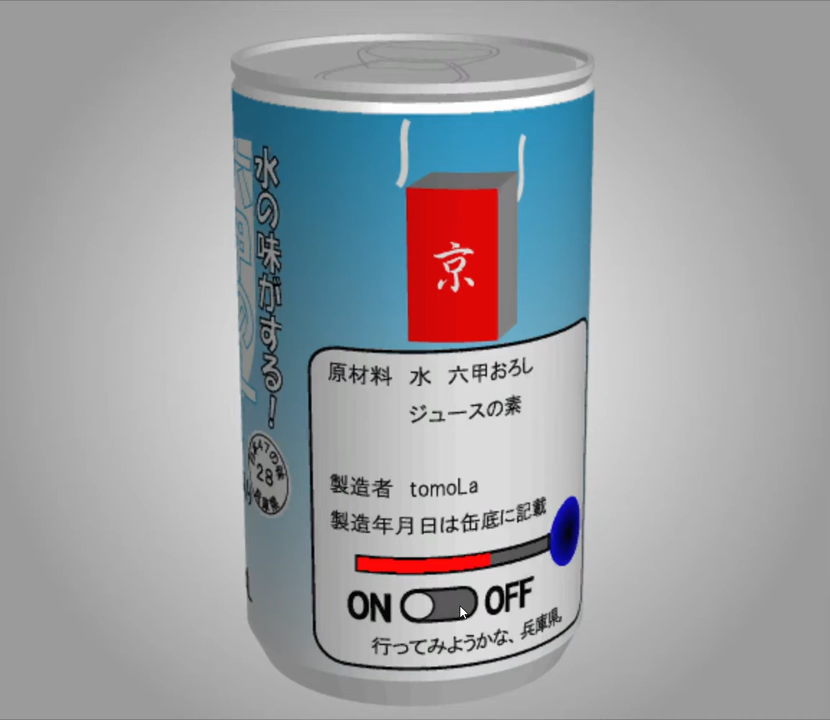 水の味がする!
28
京
原材料 水 六甲おろし
ジュースの素
製造者 tomoLa
製造年月日は缶底に記載
ON OFF
行ってみようかな、兵庫県。